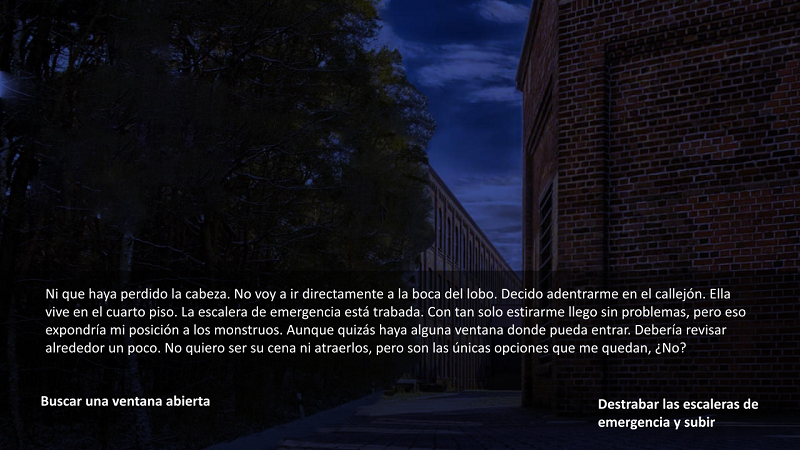 Ni que haya perdido la cabeza. No voy a ir directamente a la boca del lobo. Decido adentrarme en el callejón. Ella
vive en el cuarto piso. La escalera de emergencia está trabada. Con tan solo estirarme llego sin problemas, pero eso
expondría mi posición a los monstruos. Aunque quizás haya alguna ventana donde pueda entrar. Debería revisar
alrededor un poco. No quiero ser su cena ni atraerlos, pero son las únicas opciones que me quedan, ¿No?
Buscar una ventana abierta
Destrabar las escaleras de
emergencia y subir